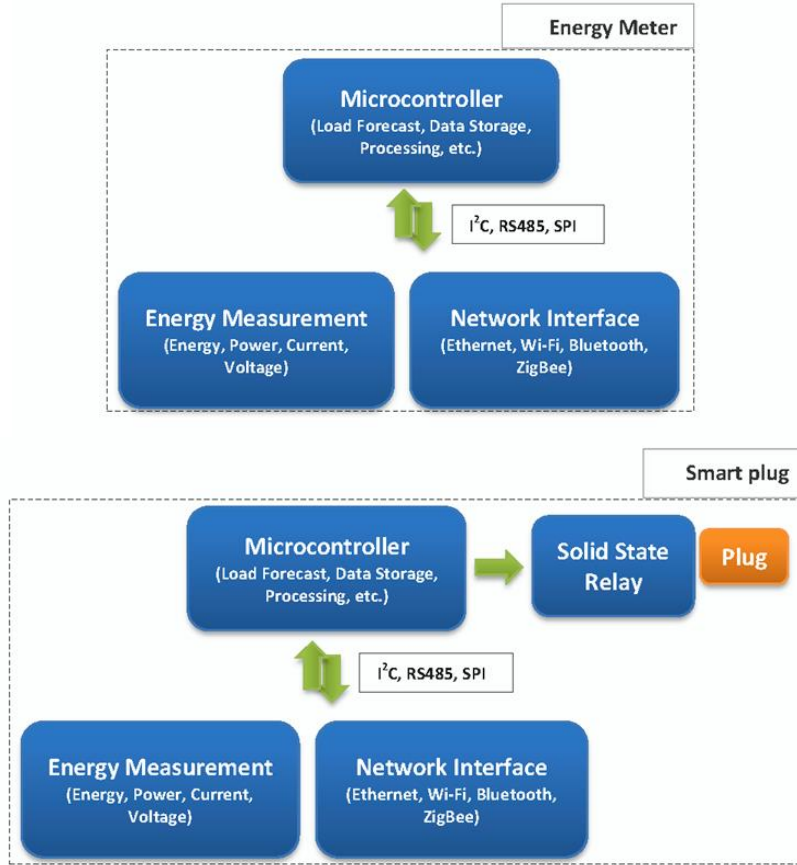 Energy Meter
Microcontroller
(Load Forecast, Data Storage,
Processing, etc.)
I²C, RS485, SPI
Energy Measurement
(Energy, Power, Current,
Voltage)
Network Interface
(Ethernet, Wi-Fi, Bluetooth,
ZigBee)
Smart plug
Microcontroller
(Load Forecast, Data Storage,
Processing, etc.)
Solid State
Relay
Plug
I²C, RS485, SPI
Energy Measurement
(Energy, Power, Current,
Voltage)
Network Interface
(Ethernet, Wi-Fi, Bluetooth,
ZigBee)